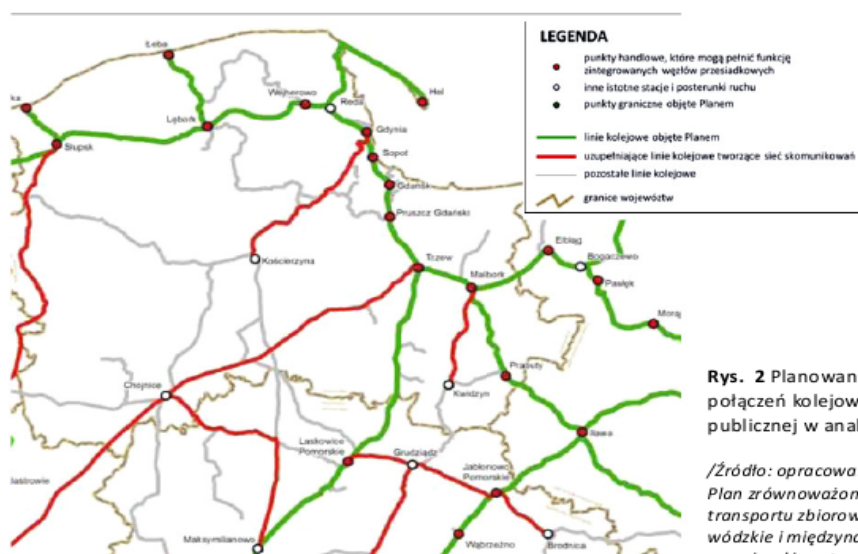 LEGENDA
punkty handlowe, które mogą pełnić funkcję
zintegrowanych węzłów przesiadkowych
inne istotne stacje i posterunki ruchu
punkty graniczne objęte Planem
linie kolejowe objęte Planem
uzupełniające linie kolejowe tworzące sieć skomunikowań
pozostałe linie kolejowe
granice województw
Łeba
Wejherowo
Reda
Hel
ka
Lębork
Gdynia
Słupsk
Sopot
Gdańsk
Pruszcz Gdański
Elbląg
Kościerzyna
Tczew
Bogaczewo
Malbork
Pasłęk
Morąg
Prabuty
Chojnice
Kwidzyn
Laskowice
Pomorskie
Grudziądz
Iława
Jabłonowo
Pomorskie
Jastrowie
Maksymilianowo
Wąbrzeźno
Brodnica
Rys. 2 Planowan
połączeń kolejow
publicznej w anal
/Źródło: opracowa
Plan zrównoważon
transportu zbiorow
wódzkie i międzyna